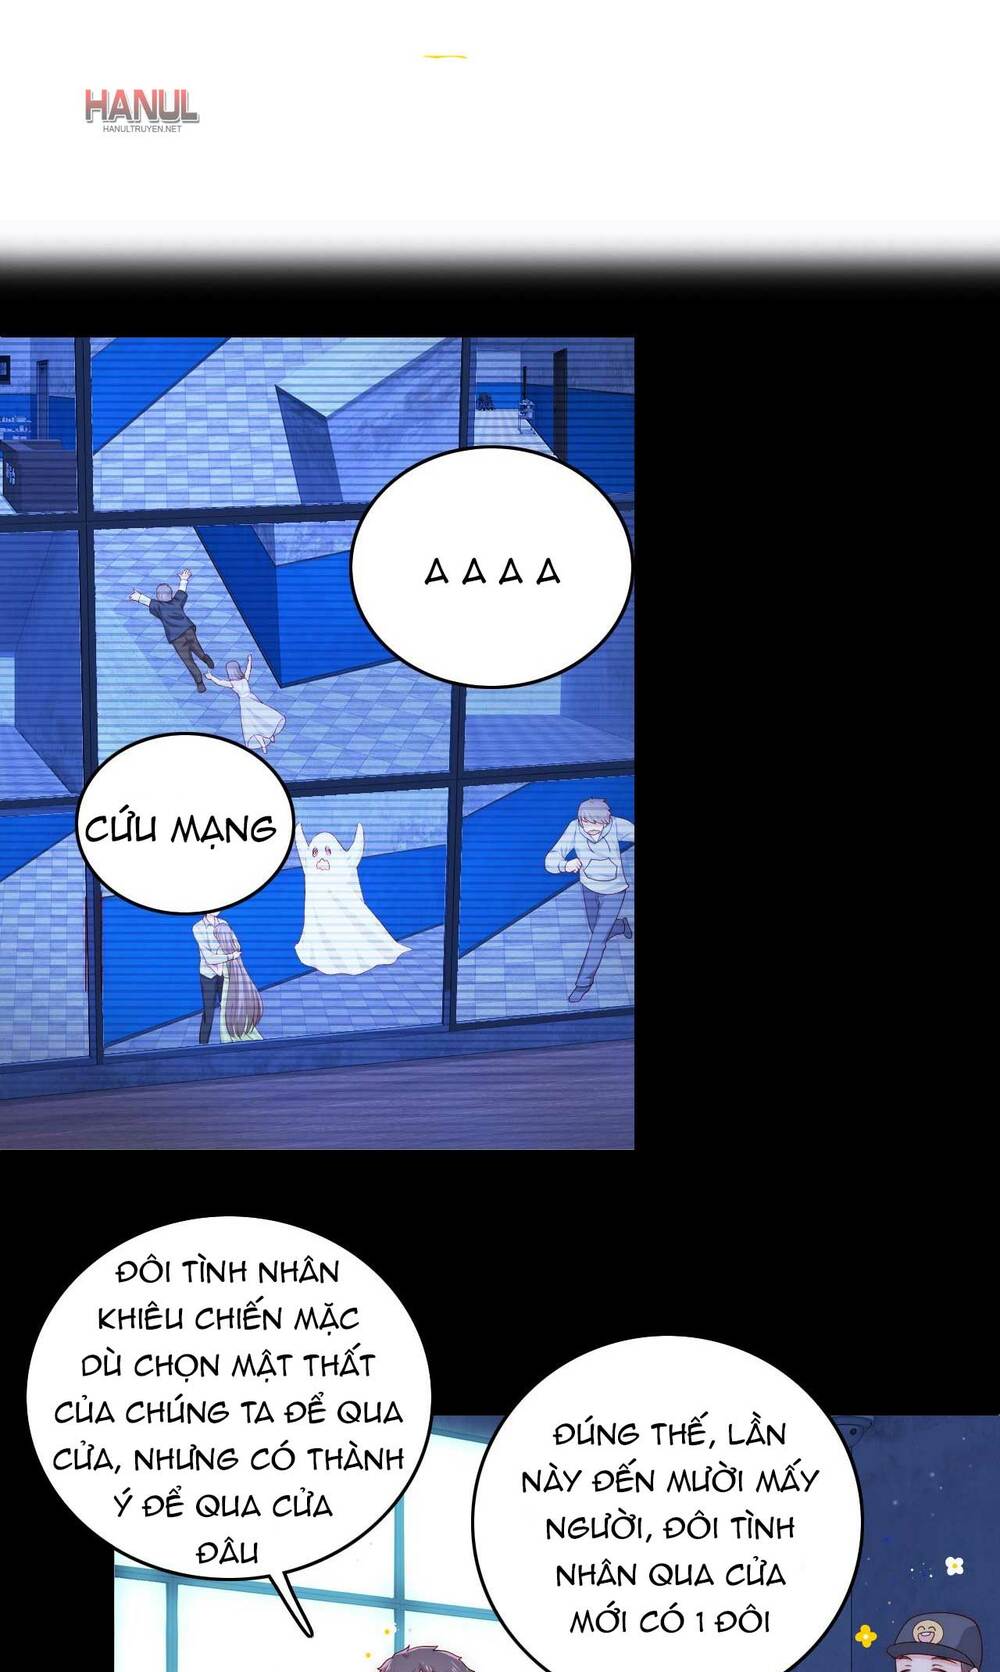 HANUL
HANULTRUYEN.NET
A A A A
CỨU MẠNG
ĐÔI TÌNH NHÂN
KHIÊU CHIẾN MẶC
DÙ CHỌN MẬT THẤT
CỦA CHÚNG TA ĐỂ QUA
CỬA, NHƯNG CÓ THÀNH
Ý ĐỂ QUA CỬA
ĐÂU
ĐÚNG THẾ, LẦN
NÀY ĐẾN MƯỜI MẤY
NGƯỜI, ĐÔI TÌNH
NHÂN QUA CỬA
MỚI CÓ 1 ĐÔI